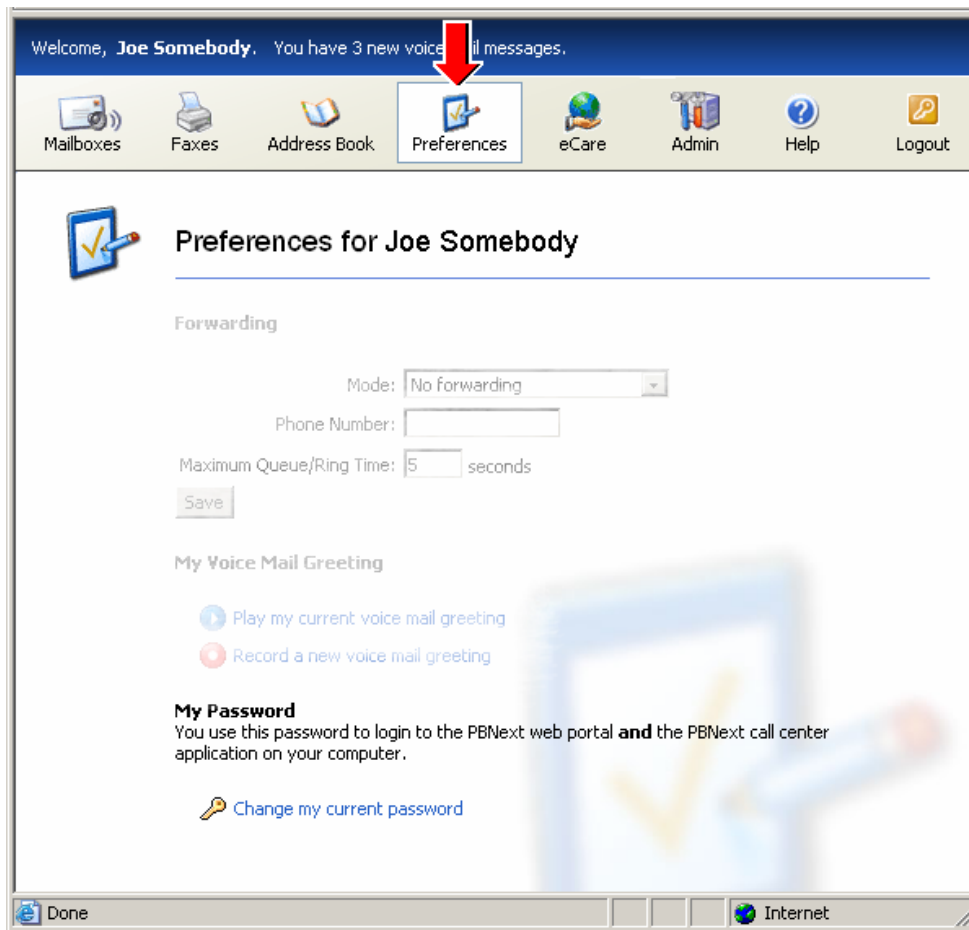 Welcome, Joe Somebody. You have 3 new voice il messages.
Mailboxes Faxes Address Book Preferences eCare Admin Help Logout
Preferences for Joe Somebody
Forwarding
Mode: No forwarding
Phone Number:
Maximum Queue/Ring Time: 5 seconds
Save
My Voice Mail Greeting
Play my current voice mail greeting
Record a new voice mail greeting
My Password
You use this password to login to the PBNext web portal and the PBNext call center
application on your computer.
Change my current password
Done Internet